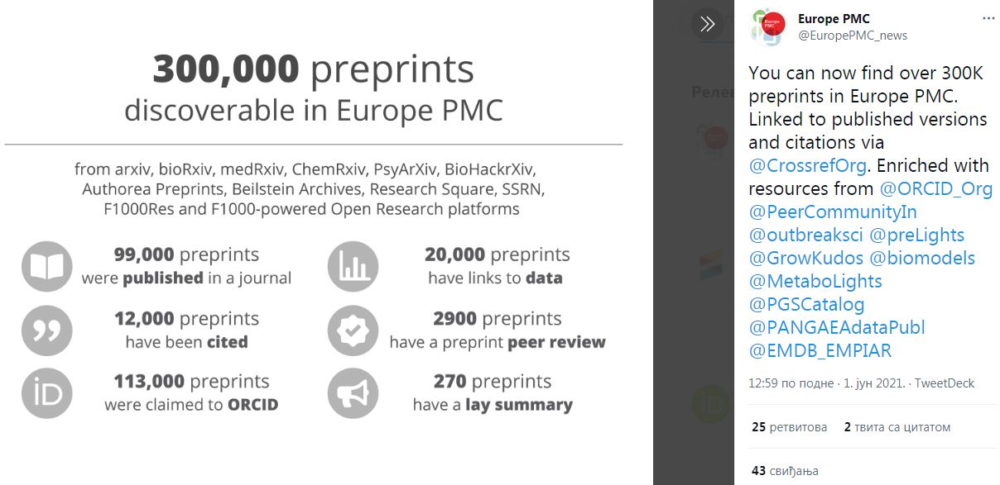 300,000 preprints
discoverable in Europe PMC
from arxiv, bioRxiv, medRxiv, ChemRxiv, PsyArXiv, BioHackrXiv,
Authorea Preprints, Beilstein Archives, Research Square, SSRN,
F1000Res and F1000-powered Open Research platforms
99,000 preprints
were published in a journal
20,000 preprints
have links to data
12,000 preprints
have been cited
2900 preprints
have a preprint peer review
iD
113,000 preprints
were claimed to ORCID
270 preprints
have a lay summary
Europe PMC
Europe PMC
@EuropePMC_news
You can now find over 300K
preprints in Europe PMC.
Linked to published versions
and citations via
@CrossrefOrg. Enriched with
resources from @ORCID_Org
@PeerCommunityIn
@outbreaksci @preLights
@GrowKudos @biomodels
@MetaboLights
@PGSCatalog
@PANGAEAdataPubl
@EMDB_EMPIAR
12:59 по подне · 1. јун 2021. · TweetDeck
25 ретвитова 2 твита са цитатом
43 свиђања
Релев
iD